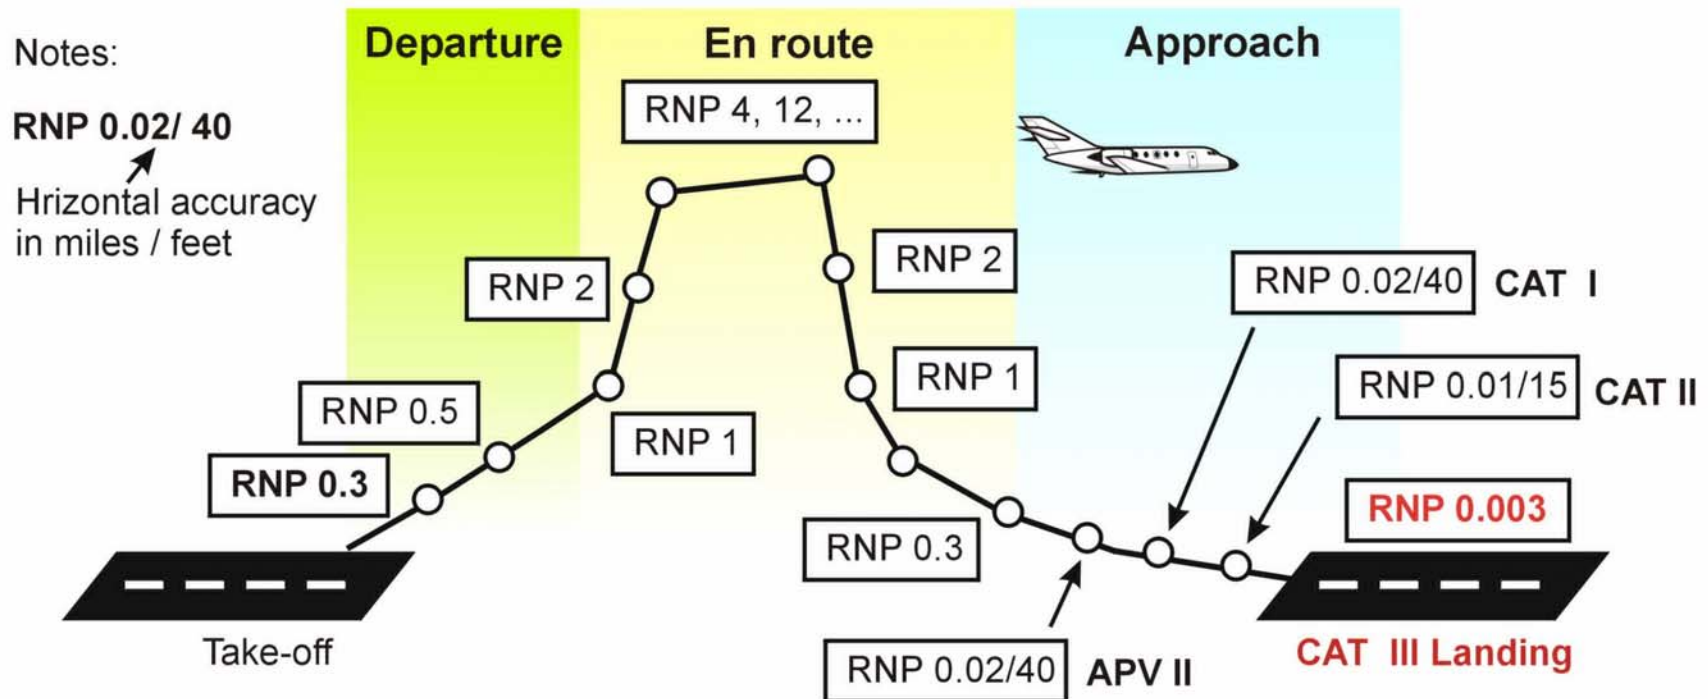 Notes:
RNP 0.02/ 40
Hrizontal accuracy
in miles / feet
Departure
En route
Approach
RNP 4, 12, ...
RNP 2
RNP 2
RNP 0.02/40 CAT I
RNP 1
RNP 0.01/15 CAT II
RNP 0.5
RNP 1
RNP 0.3
RNP 0.003
RNP 0.3
Take-off
RNP 0.02/40 APV II
CAT III Landing